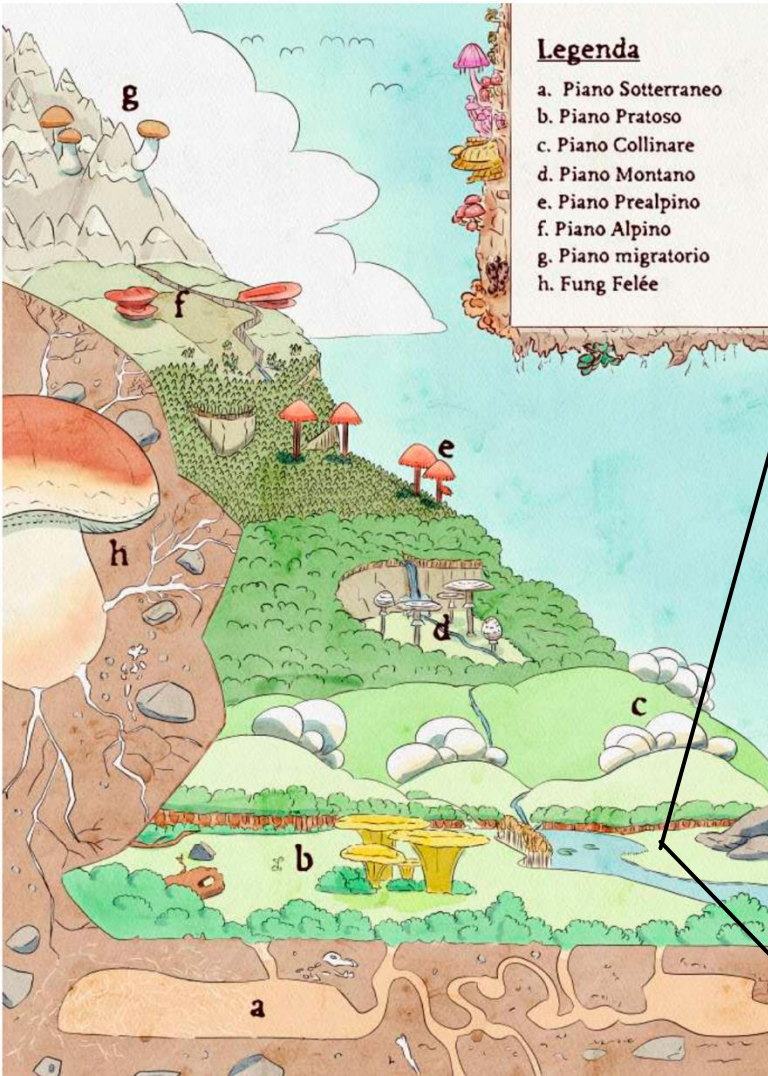 Legenda
a. Piano Sotterraneo
b. Piano Pratoso
c. Piano Collinare
d. Piano Montano
e. Piano Prealpino
f. Piano Alpino
g. Piano migratorio
h. Fung Felée
g
f
e
h
d
c
b
a